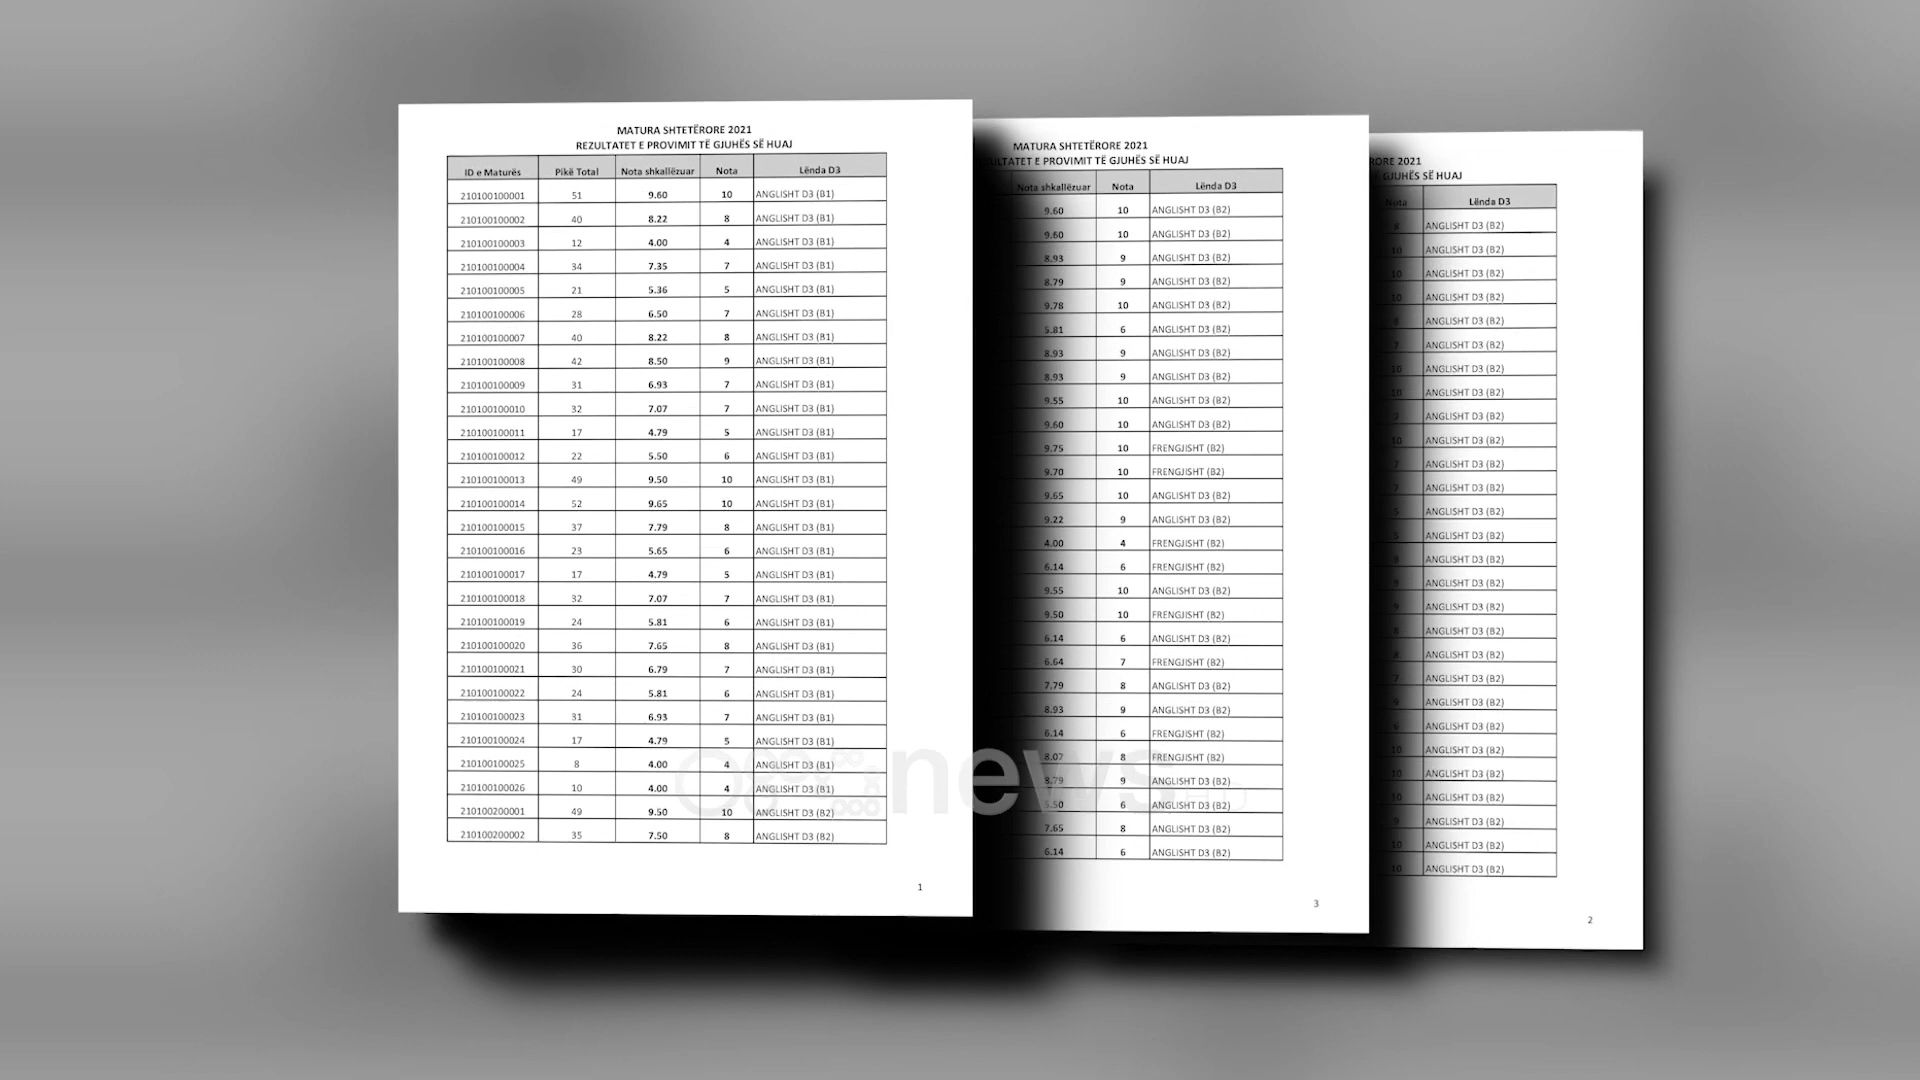 MATURA SHTETËRORE 2021
REZULTATET E PROVIMIT TË GJUHËS SË HUAJ
ID e Maturës Pikë Total Nota shkallëzuar Nota Lënda D3
210100100001 51 9.60 10 ANGLISHT D3 (B1)
210100100002 40 8.22 8 ANGLISHT D3 (B1)
210100100003 12 4.00 4 ANGLISHT D3 (B1)
210100100004 34 7.35 7 ANGLISHT D3 (B1)
210100100005 21 5.36 5 ANGLISHT D3 (B1)
210100100006 28 6.50 7 ANGLISHT D3 (B1)
210100100007 40 8.22 8 ANGLISHT D3 (B1)
210100100008 42 8.50 9 ANGLISHT D3 (B1)
210100100009 31 6.93 7 ANGLISHT D3 (B1)
210100100010 32 7.07 7 ANGLISHT D3 (B1)
210100100011 17 4.79 5 ANGLISHT D3 (B1)
210100100012 22 5.50 6 ANGLISHT D3 (B1)
210100100013 49 9.50 10 ANGLISHT D3 (B1)
210100100014 52 9.65 10 ANGLISHT D3 (B1)
210100100015 37 7.79 8 ANGLISHT D3 (B1)
210100100016 23 5.65 6 ANGLISHT D3 (B1)
210100100017 17 4.79 5 ANGLISHT D3 (B1)
210100100018 32 7.07 7 ANGLISHT D3 (B1)
210100100019 24 5.81 6 ANGLISHT D3 (B1)
210100100020 36 7.65 8 ANGLISHT D3 (B1)
210100100021 30 6.79 7 ANGLISHT D3 (B1)
210100100022 24 5.81 6 ANGLISHT D3 (B1)
210100100023 31 6.93 7 ANGLISHT D3 (B1)
210100100024 17 4.79 5 ANGLISHT D3 (B1)
210100100025 8 4.00 4 ANGLISHT D3 (B1)
210100100026 10 4.00 4 ANGLISHT D3 (B1)
210100200001 49 9.50 10 ANGLISHT D3 (B2)
210100200002 35 7.50 8 ANGLISHT D3 (B2)
1
MATURA SHTETËRORE 2021
E PROVIMIT TË GJUHËS SË HUAJ
Nota shkallëzuar Nota Lënda D3
9.60 10 ANGLISHT D3 (B2)
9.60 10 ANGLISHT D3 (B2)
8.93 9 ANGLISHT D3 (B2)
8.79 9 ANGLISHT D3 (B2)
9.78 10 ANGLISHT D3 (B2)
5.81 6 ANGLISHT D3 (B2)
8.93 9 ANGLISHT D3 (B2)
8.93 9 ANGLISHT D3 (B2)
9.55 10 ANGLISHT D3 (B2)
9.60 10 ANGLISHT D3 (B2)
9.75 10 FRENGJISHT (B2)
9.70 10 FRENGJISHT (B2)
9.65 10 ANGLISHT D3 (B2)
9.22 9 ANGLISHT D3 (B2)
4.00 4 FRENGJISHT (B2)
6.14 6 FRENGJISHT (B2)
9.55 10 ANGLISHT D3 (B2)
9.50 10 FRENGJISHT (B2)
6.14 6 ANGLISHT D3 (B2)
6.64 7 FRENGJISHT (B2)
7.79 8 ANGLISHT D3 (B2)
8.93 9 ANGLISHT D3 (B2)
6.14 6 FRENGJISHT (B2)
8.07 8 FRENGJISHT (B2)
8.79 9 ANGLISHT D3 (B2)
5.50 6 ANGLISHT D3 (B2)
7.65 8 ANGLISHT D3 (B2)
6.14 6 ANGLISHT D3 (B2)
3
2021
GJUHËS SË HUAJ
Nota Lënda D3
ANGLISHT D3 (B2)
10 ANGLISHT D3 (B2)
10 ANGLISHT D3 (B2)
10 ANGLISHT D3 (B2)
ANGLISHT D3 (B2)
7 ANGLISHT D3 (B2)
10 ANGLISHT D3 (B2)
10 ANGLISHT D3 (B2)
ANGLISHT D3 (B2)
10 ANGLISHT D3 (B2)
ANGLISHT D3 (B2)
ANGLISHT D3 (B2)
ANGLISHT D3 (B2)
ANGLISHT D3 (B2)
ANGLISHT D3 (B2)
ANGLISHT D3 (B2)
ANGLISHT D3 (B2)
ANGLISHT D3 (B2)
ANGLISHT D3 (B2)
ANGLISHT D3 (B2)
ANGLISHT D3 (B2)
ANGLISHT D3 (B2)
10 ANGLISHT D3 (B2)
10 ANGLISHT D3 (B2)
10 ANGLISHT D3 (B2)
ANGLISHT D3 (B2)
10 ANGLISHT D3 (B2)
10 ANGLISHT D3 (B2)
2
news